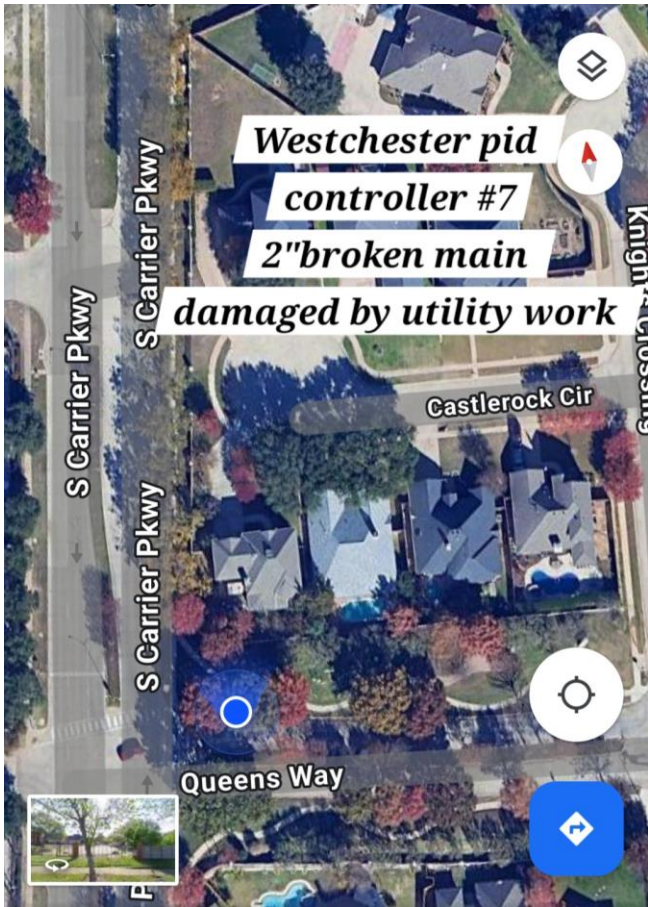 Westchester pid
controller #7
2"broken main
damaged by utility work
S Carrier Pkwy
S Carrier Pkwy
S Carrier Pkwy
Castlerock Cir
Queens Way